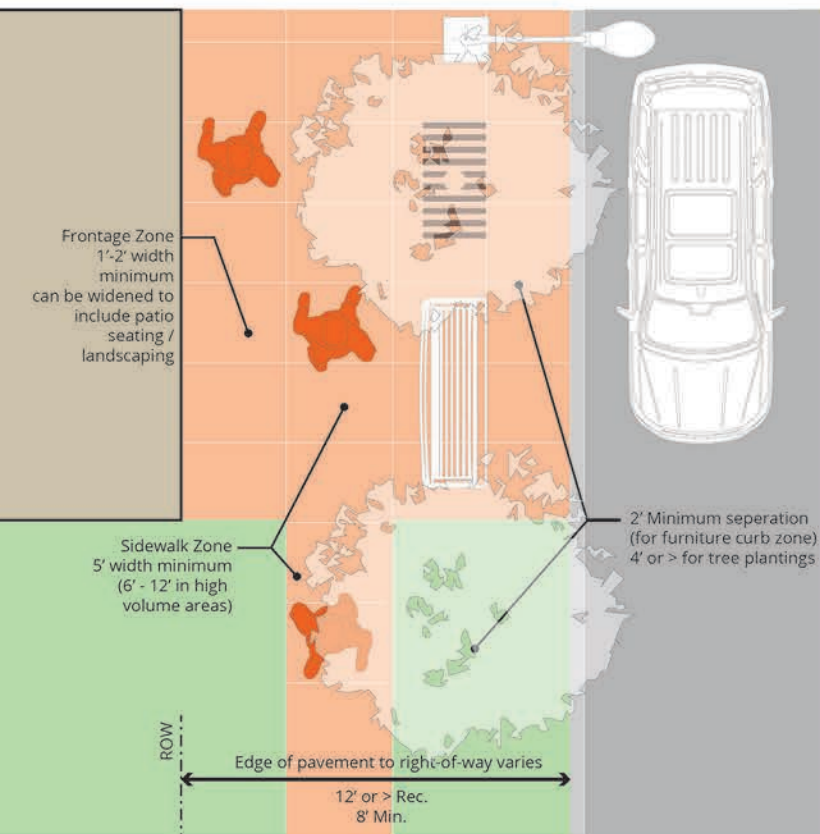 Frontage Zone
1'-2' width
minimum
can be widened to
include patio
seating /
landscaping
Sidewalk Zone
5' width minimum
(6' - 12' in high
volume areas)
2' Minimum seperation
(for furniture curb zone)
4' or > for tree plantings
ROW
Edge of pavement to right-of-way varies
12' or > Rec.
8' Min.